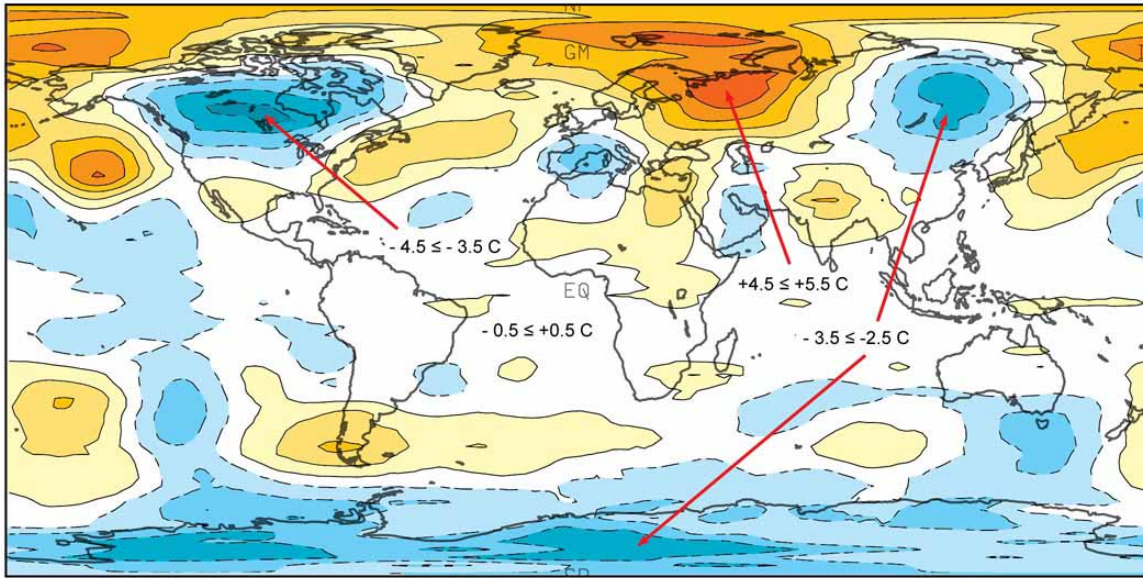 GM
- 4.5 ≤ - 3.5 C
+4.5 ≤ +5.5 C
EQ
- 0.5 ≤ +0.5 C
- 3.5 ≤ -2.5 C